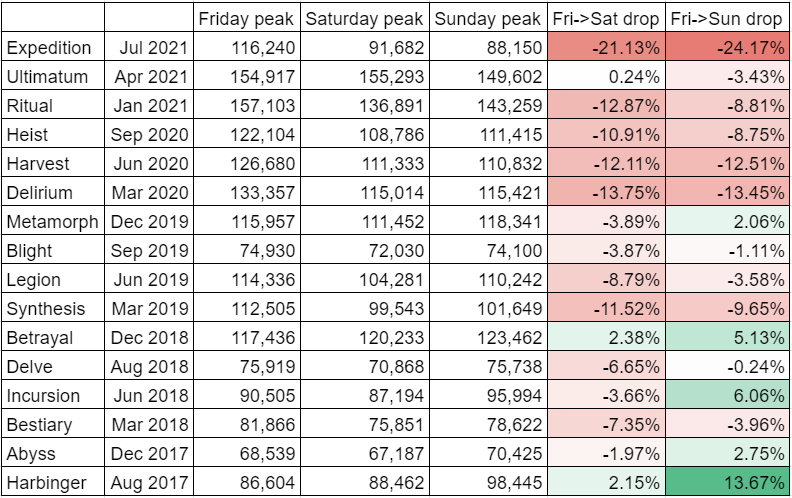 Friday peak Saturday peak Sunday peak Fri->Sat drop Fri->Sun drop
Expedition Jul 2021 116,240 91,682 88,150 -21.13% -24.17%
Ultimatum Apr 2021 154,917 155,293 149,602 0.24% -3.43%
Ritual Jan 2021 157,103 136,891 143,259 -12.87% -8.81%
Heist Sep 2020 122,104 108,786 111,415 -10.91% -8.75%
Harvest Jun 2020 126,680 111,333 110,832 -12.11% -12.51%
Delirium Mar 2020 133,357 115,014 115,421 -13.75% -13.45%
Metamorph Dec 2019 115,957 111,452 118,341 -3.89% 2.06%
Blight Sep 2019 74,930 72,030 74,100 -3.87% -1.11%
Legion Jun 2019 114,336 104,281 110,242 -8.79% -3.58%
Synthesis Mar 2019 112,505 99,543 101,649 -11.52% -9.65%
Betrayal Dec 2018 117,436 120,233 123,462 2.38% 5.13%
Delve Aug 2018 75,919 70,868 75,738 -6.65% -0.24%
Incursion Jun 2018 90,505 87,194 95,994 -3.66% 6.06%
Bestiary Mar 2018 81,866 75,851 78,622 -7.35% -3.96%
Abyss Dec 2017 68,539 67,187 70,425 -1.97% 2.75%
Harbinger Aug 2017 86,604 88,462 98,445 2.15% 13.67%